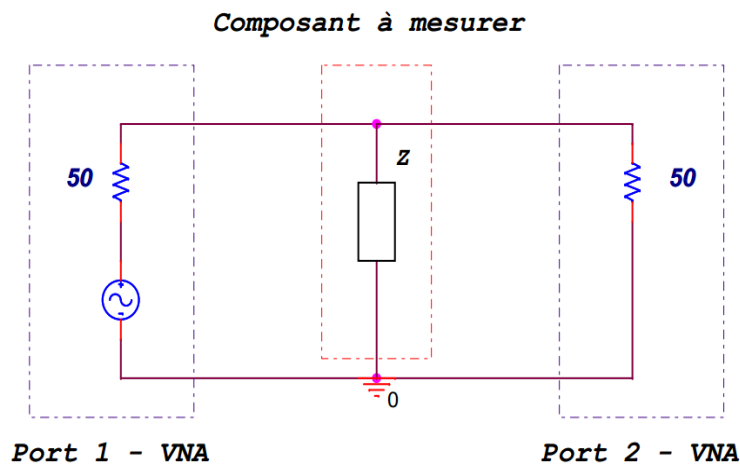 Composant à mesurer
Z
50
50
0
Port 1 - VNA
Port 2 - VNA